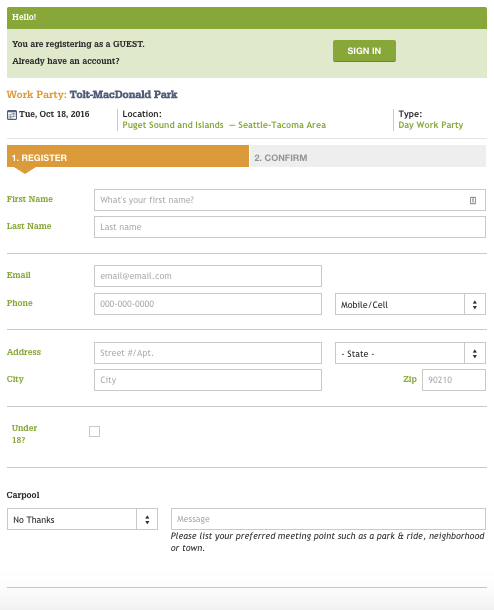 Hello!
You are registering as a GUEST.
Already have an account?
SIGN IN
Work Party: Tolt-MacDonald Park
Tue, Oct 18, 2016
Location:
Puget Sound and Islands — Seattle-Tacoma Area
Type:
Day Work Party
1. REGISTER
2. CONFIRM
First Name
What's your first name?
Last Name
Last name
Email
email@email.com
Phone
000-000-0000
Mobile/Cell
Address
Street #/Apt.
- State -
City
City
Zip
90210
Under
18?
Carpool
No Thanks
Message
Please list your preferred meeting point such as a park & ride, neighborhood
or town.